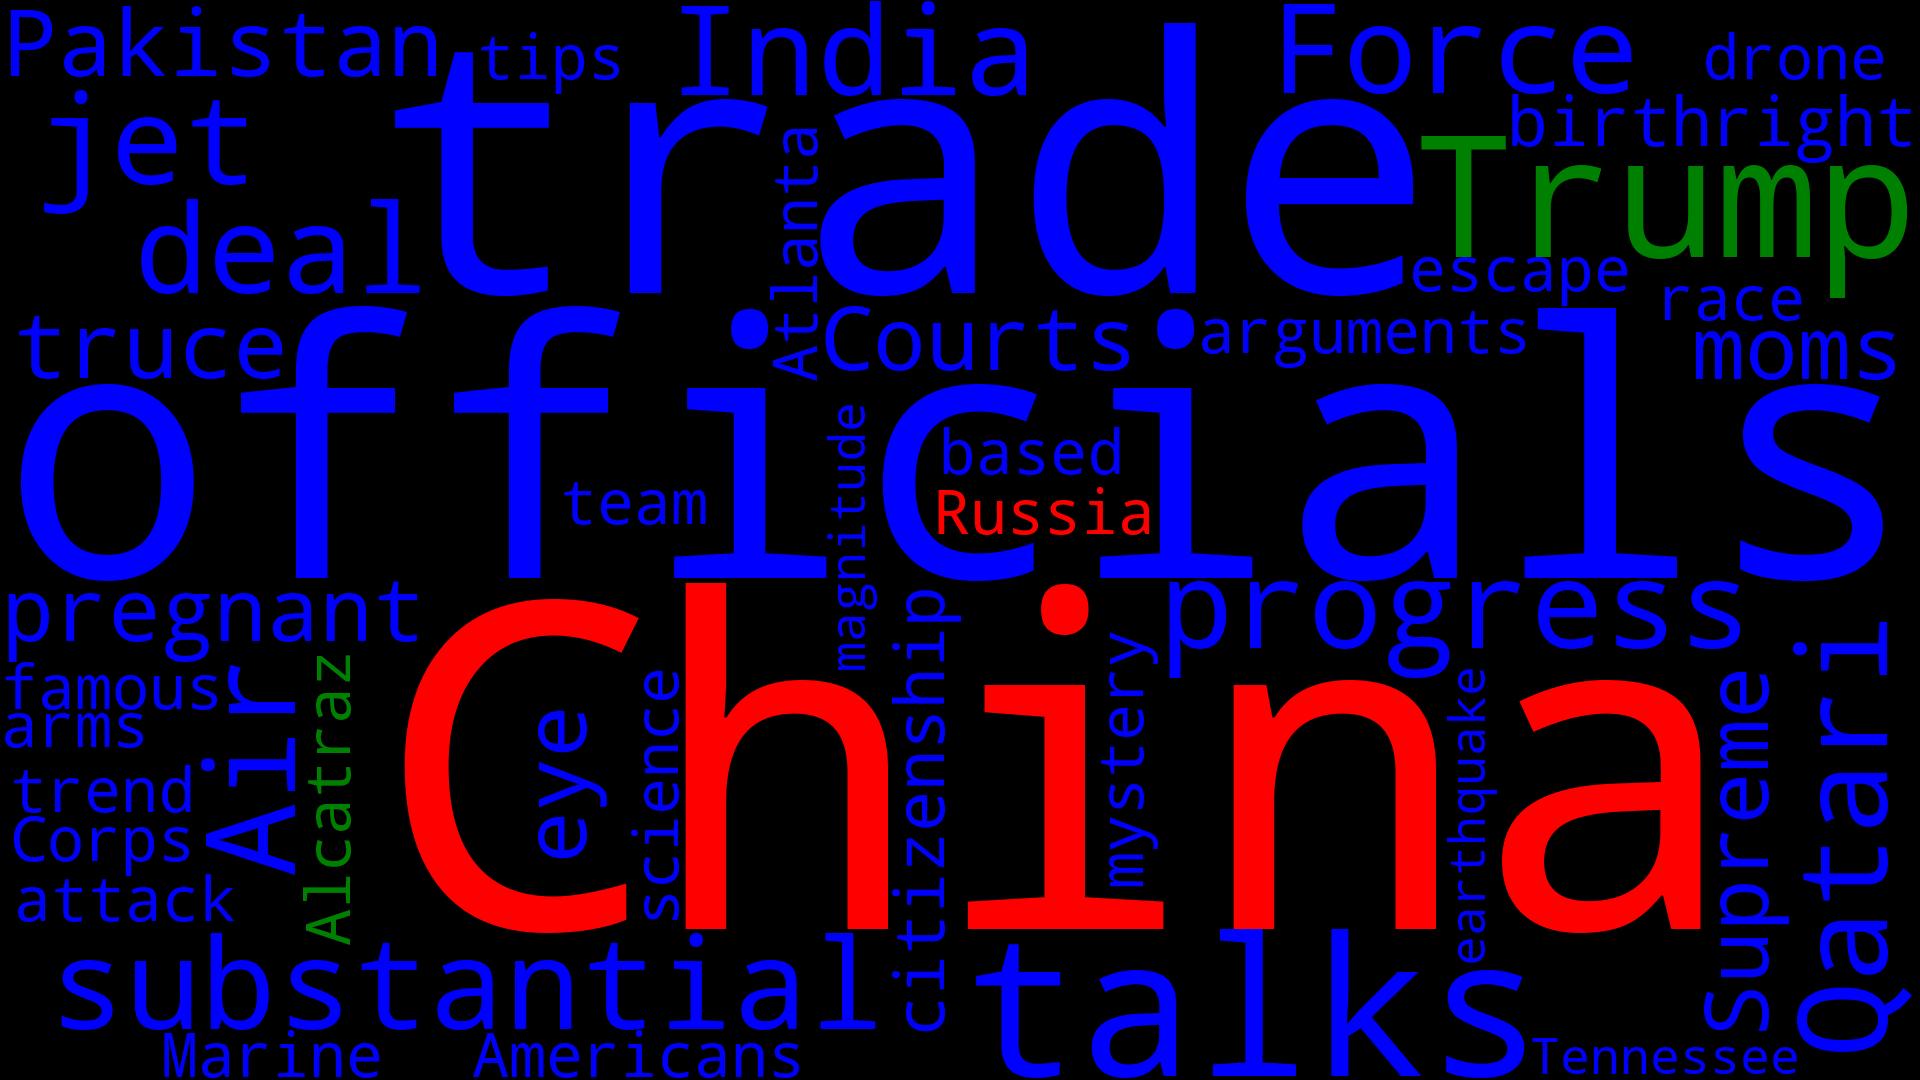 Pakistan
tips
India
Force
drone
jet
trade
birthright
Trump
Atlanta
deal
escape
race
truce
Courts
arguments
moms
officials
magnitude
based
team
Russia
pregnant
China
progress
famous
arms
Air
Alcatraz
eye
science
citizenship
mystery
earthquake
Supreme
Qatari
trend
Corps
attack
substantial
talks
Marine
Americans
Tennessee